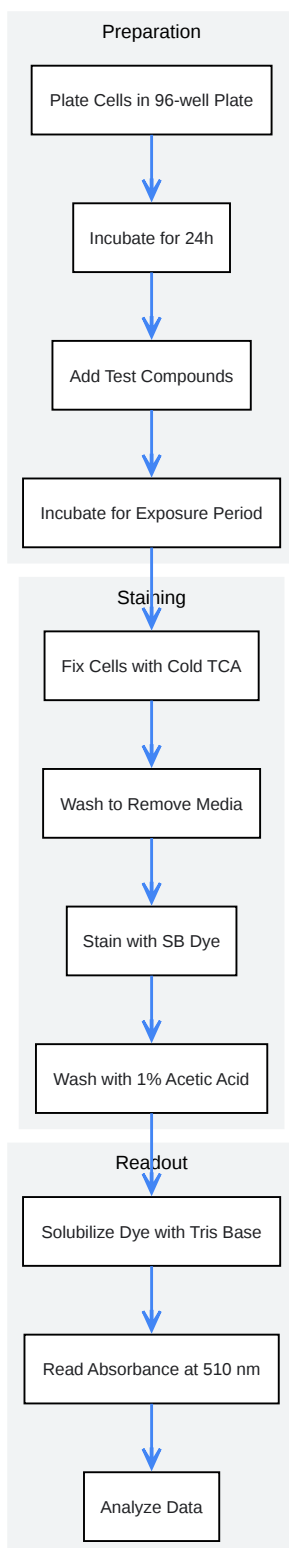 Preparation
Plate Cells in 96-well Plate
Incubate for 24h
Add Test Compounds
Incubate for Exposure Period
Staining
Fix Cells with Cold TCA
Wash to Remove Media
Stain with SB Dye
Wash with 1% Acetic Acid
Readout
Solubilize Dye with Tris Base
Read Absorbance at 510 nm
Analyze Data